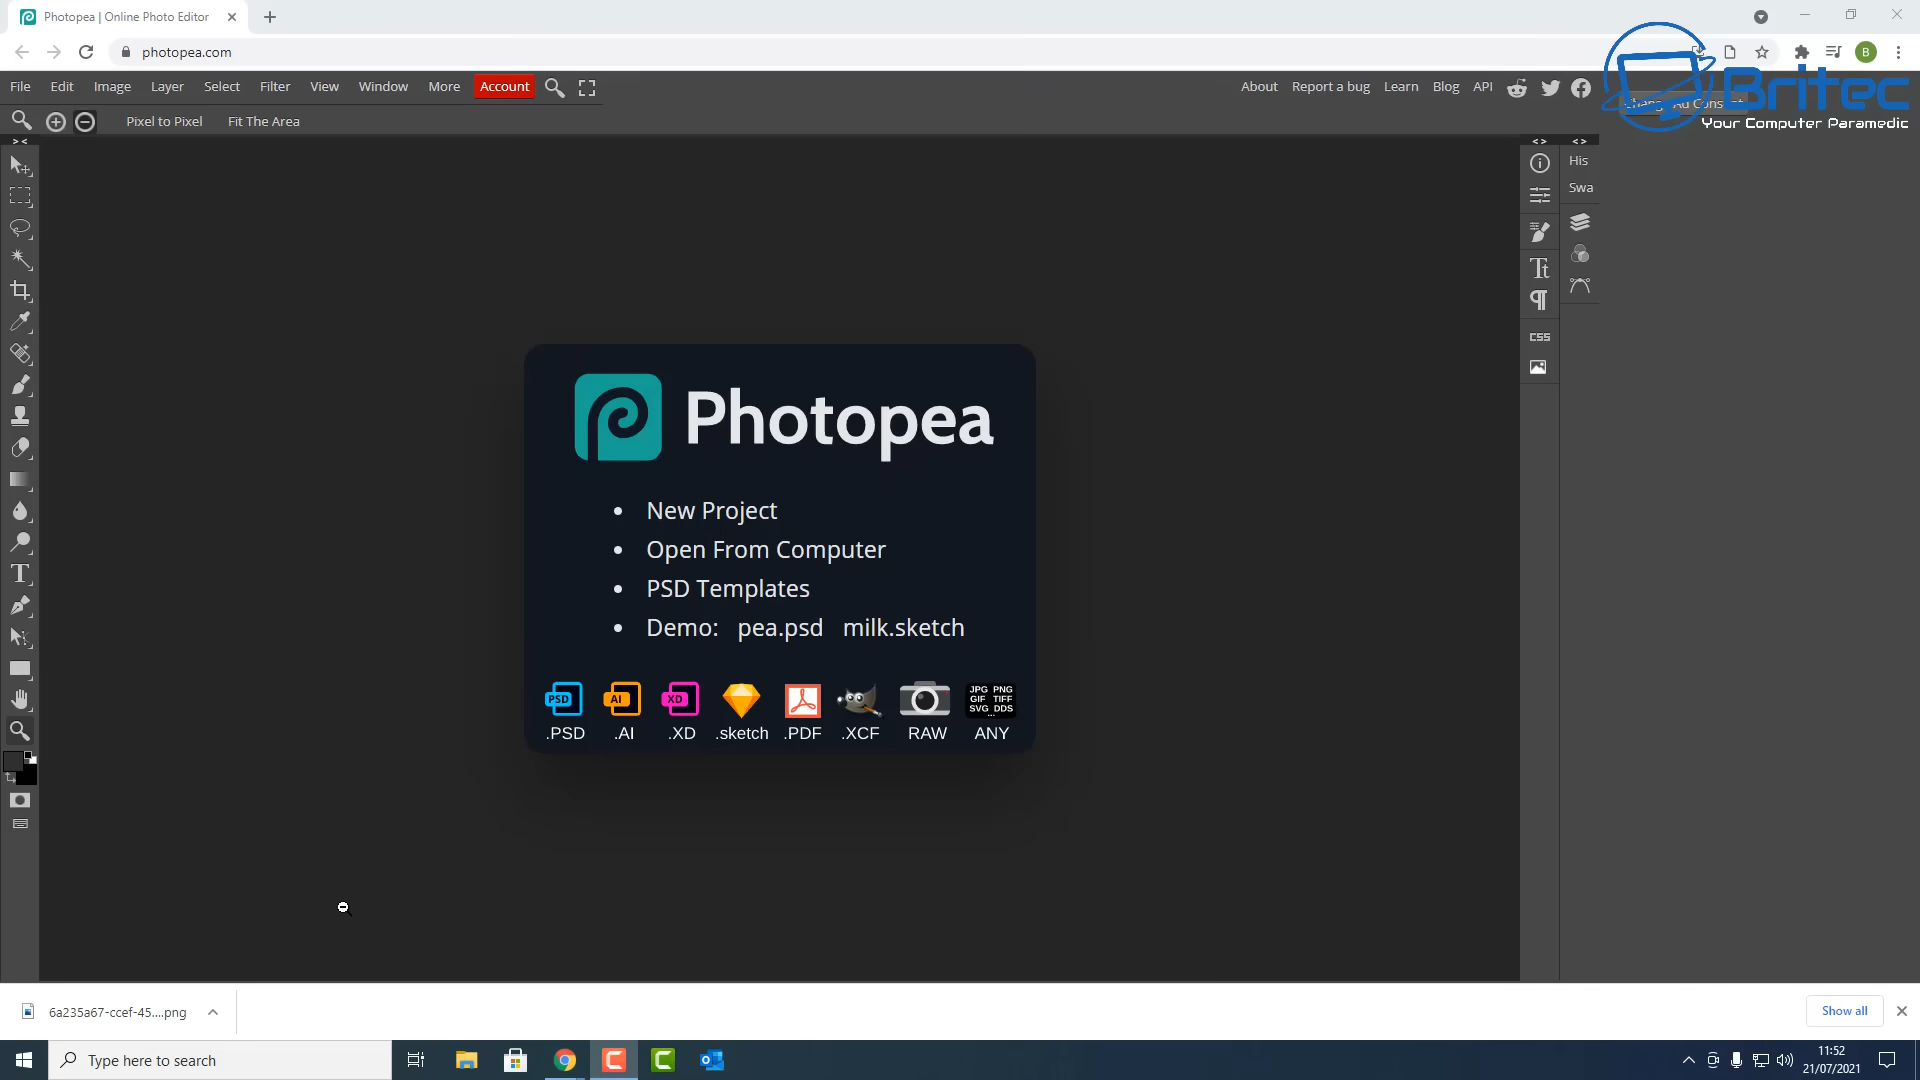 Photopea | Online Photo Editor
photopea.com
B
File Edit Image Layer Select Filter View Window More Account
About Report a bug Learn Blog API
Britec
Your Computer Paramedic
Pixel to Pixel Fit The Area
> <
< > < >
His
Swa
Tt
CSS
Photopea
New Project
Open From Computer
PSD Templates
Demo: pea.psd milk.sketch
PSD AI XD
JPG PNG
GIF TIFF
SVG DDS
...
.PSD .AI .XD .sketch .PDF .XCF RAW ANY
T
6a235a67-ccef-45....png
Show all
Type here to search
11:52
21/07/2021